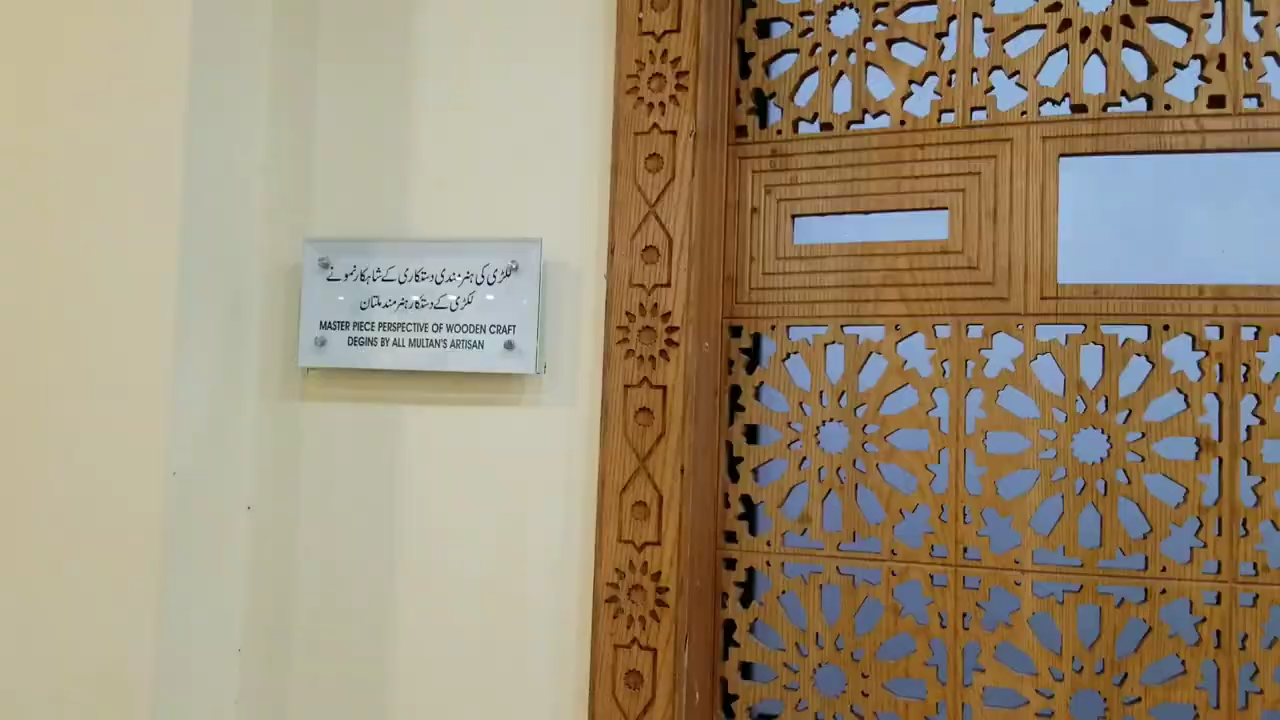 لکڑی کی ہنرمندی دستکاری کے شاہکار نمونے
لکڑی کے دستکار ہنرمند ملتان
MASTER PIECE PERSPECTIVE OF WOODEN CRAFT
DEGINS BY ALL MULTAN'S ARTISAN